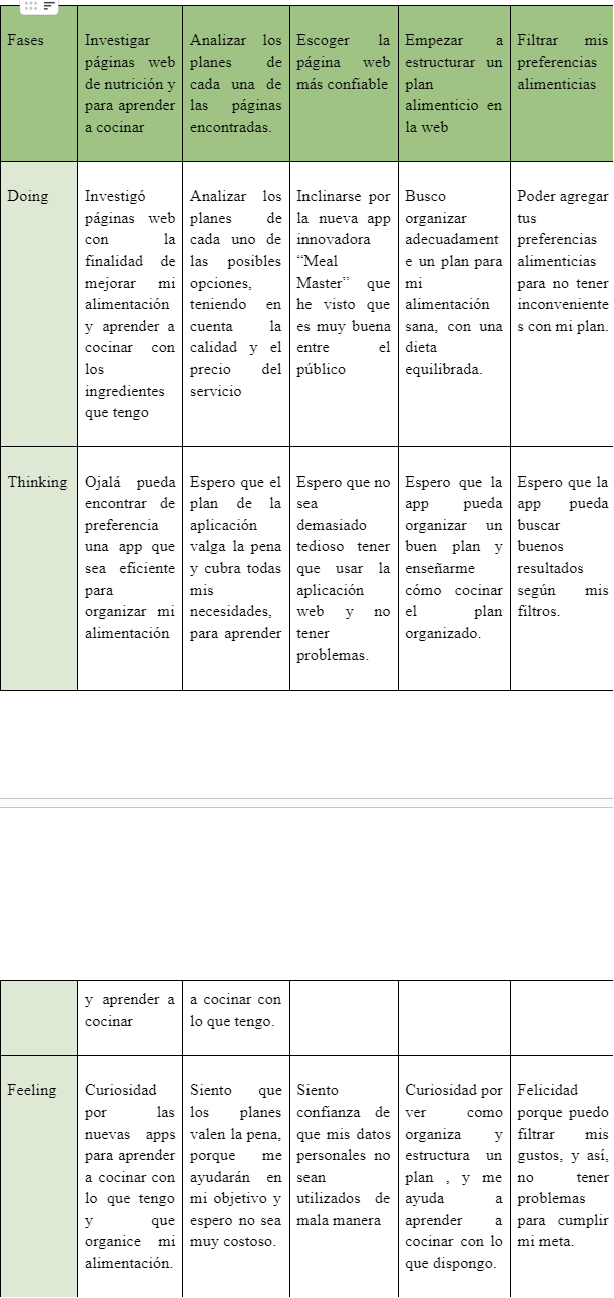 Fases
Investigar
páginas web
de nutrición y
para aprender
a cocinar
Analizar los
planes de
cada una de
las páginas
encontradas.
Escoger la
página web
más confiable
Empezar a
estructurar un
plan
alimenticio en
la web
Filtrar mis
preferencias
alimenticias
Doing
Investigó
páginas web
con la
finalidad de
mejorar mi
alimentación
y aprender a
cocinar con
los
ingredientes
que tengo
Analizar los
planes de
cada uno de
las posibles
opciones,
teniendo en
cuenta la
calidad y el
precio del
servicio
Inclinarse por
la nueva app
innovadora
“Meal
Master” que
he visto que
es muy buena
entre el
público
Busco
organizar
adecuadament
e un plan para
mi
alimentación
sana, con una
dieta
equilibrada.
Poder agregar
tus
preferencias
alimenticias
para no tener
inconveniente
s con mi plan.
Thinking
Ojalá pueda
encontrar de
preferencia
una app que
sea eficiente
para
organizar mi
alimentación
Espero que el
plan de la
aplicación
valga la pena
y cubra todas
mis
necesidades,
para aprender
Espero que no
sea
demasiado
tedioso tener
que usar la
aplicación
web y no
tener
problemas.
Espero que la
app pueda
organizar un
buen plan y
enseñarme
cómo cocinar
el plan
organizado.
Espero que la
app pueda
buscar
buenos
resultados
según mis
filtros.
y aprender a
cocinar
a cocinar con
lo que tengo.
Feeling
Curiosidad
por las
nuevas apps
para aprender
a cocinar con
lo que tengo
y que
organice mi
alimentación.
Siento que
los planes
valen la pena,
porque me
ayudarán en
mi objetivo y
espero no sea
muy costoso.
Siento
confianza de
que mis datos
personales no
sean
utilizados de
mala manera
Curiosidad por
ver como
organiza y
estructura un
plan , y me
ayuda a
aprender a
cocinar con lo
que dispongo.
Felicidad
porque puedo
filtrar mis
gustos, y así,
no tener
problemas
para cumplir
mi meta.